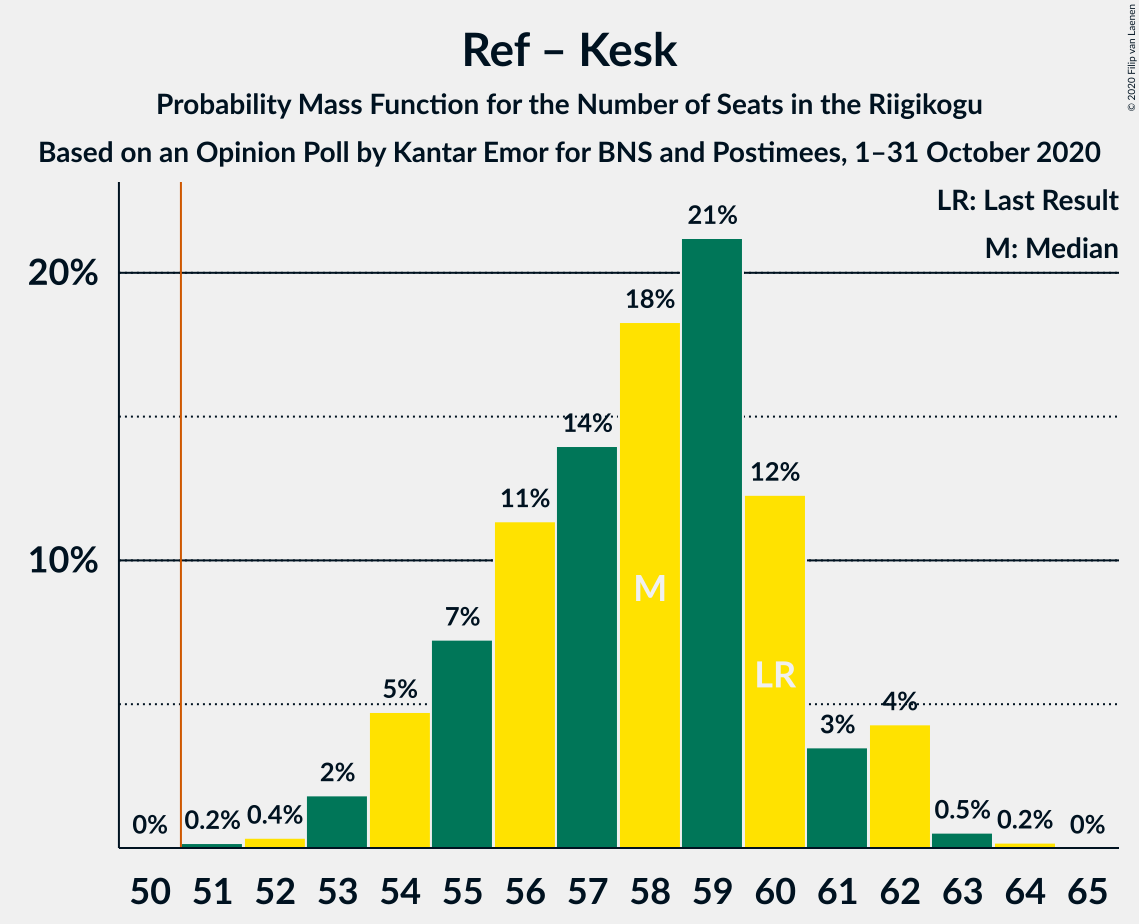 Ref – Kesk
Probability Mass Function for the Number of Seats in the Riigikogu
Based on an Opinion Poll by Kantar Emor for BNS and Postimees, 1–31 October 2020
© 2020 Filip van Laenen
LR: Last Result
M: Median
20%
10%
0%
0.2%
0.4%
2%
5%
7%
11%
14%
18%
21%
12%
3%
4%
0.5%
0.2%
0%
M
LR
50 51 52 53 54 55 56 57 58 59 60 61 62 63 64 65